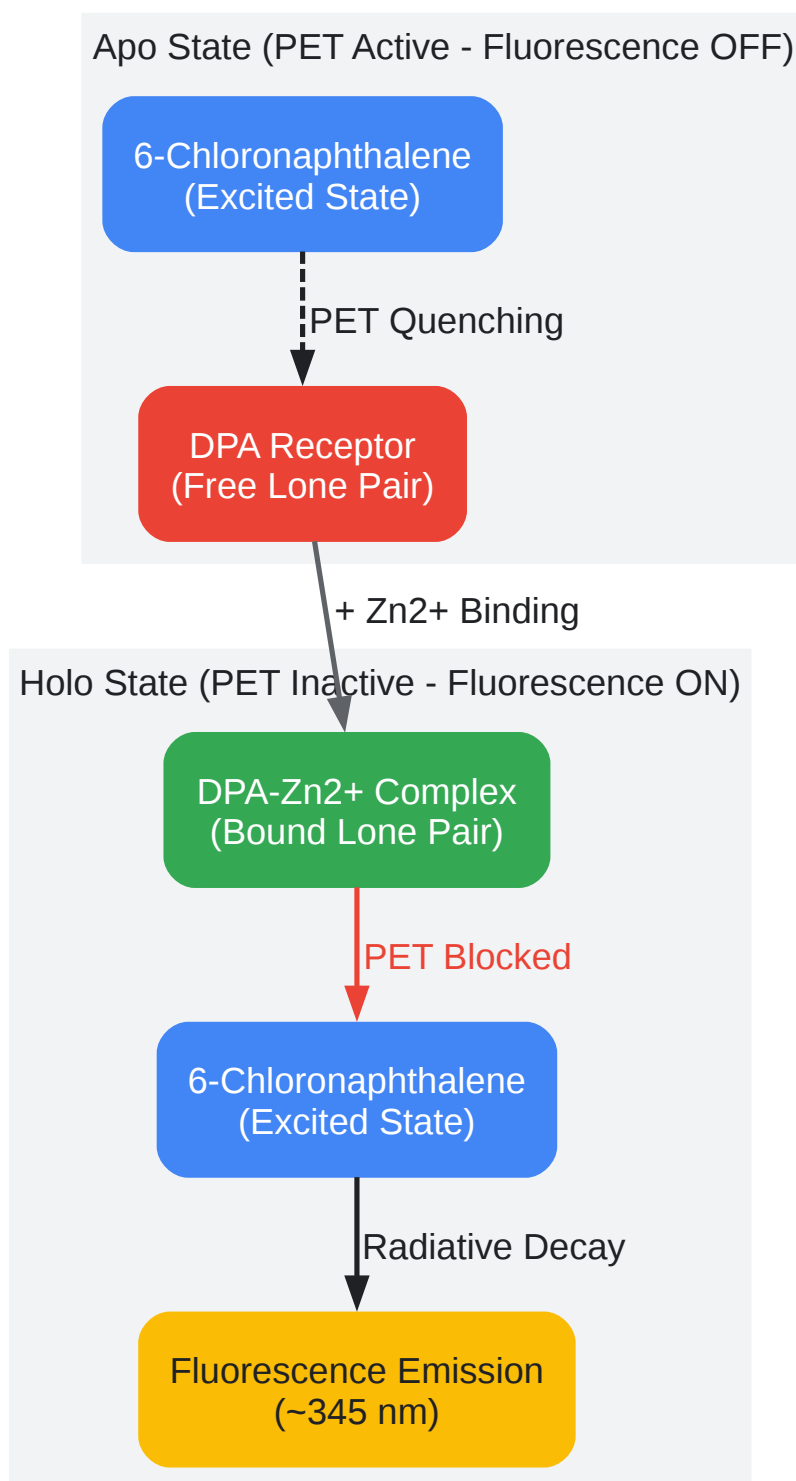 Apo State (PET Active - Fluorescence OFF)
6-Chloronaphthalene
(Excited State)
PET Quenching
DPA Receptor
(Free Lone Pair)
+ Zn2+ Binding
Holo State (PET Inactive - Fluorescence ON)
DPA-Zn2+ Complex
(Bound Lone Pair)
PET Blocked
6-Chloronaphthalene
(Excited State)
Radiative Decay
Fluorescence Emission
(~345 nm)